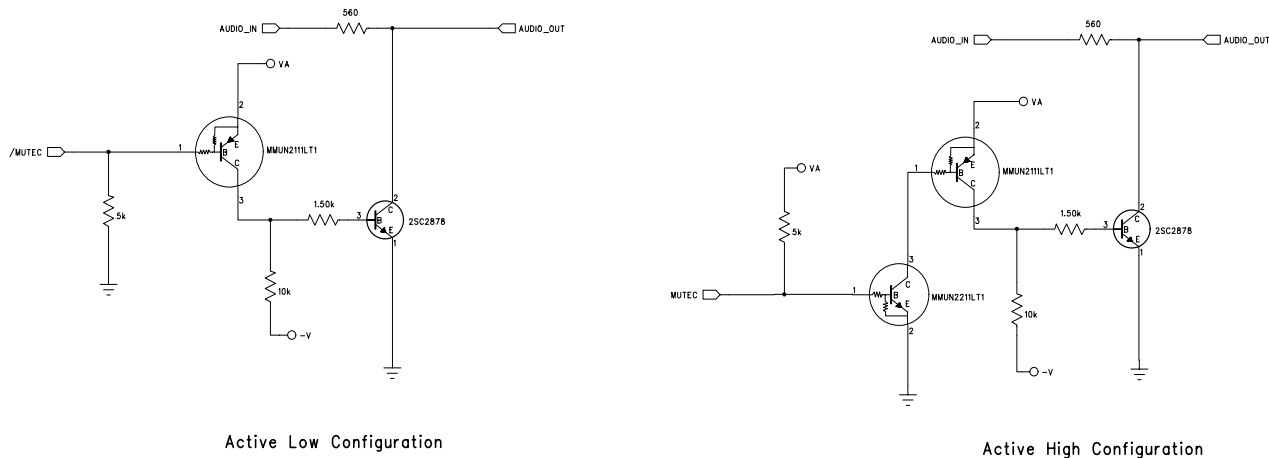 560
AUDIO_IN
AUDIO_OUT
VA
2
E
B
C
1
MMUN2111LT1
/MUTEC
3
5k
1.50k
3
B
C
E
2
1
2SC2878
10k
-V
Active Low Configuration
560
AUDIO_IN
AUDIO_OUT
VA
2
E
B
C
1
MMUN2111LT1
VA
3
5k
1.50k
3
B
C
E
2
1
2SC2878
3
C
B
E
1
2
MMUN2211LT1
MUTEC
10k
-V
Active High Configuration